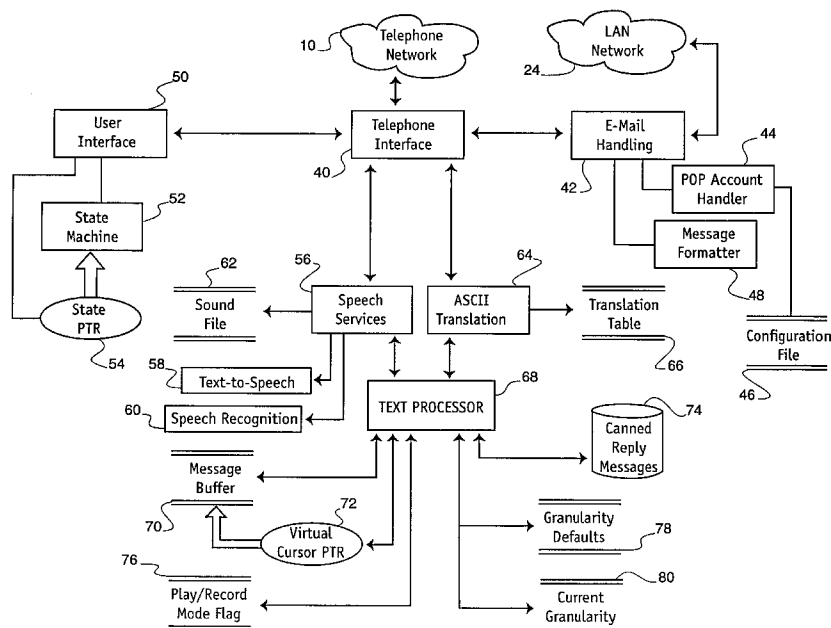 10
Telephone
Network
LAN
Network
24
50
User
Interface
Telephone
Interface
40
E-Mail
Handling
42
44
POP Account
Handler
52
State
Machine
Message
Formatter
48
State
PTR
54
62
Sound
File
56
Speech
Services
64
ASCII
Translation
Translation
Table
66
Configuration
File
46
58
Text-to-Speech
60
Speech Recognition
68
TEXT PROCESSOR
74
Canned
Reply
Messages
Message
Buffer
70
72
Virtual
Cursor PTR
Granularity
Defaults
78
76
Play/Record
Mode Flag
80
Current
Granularity